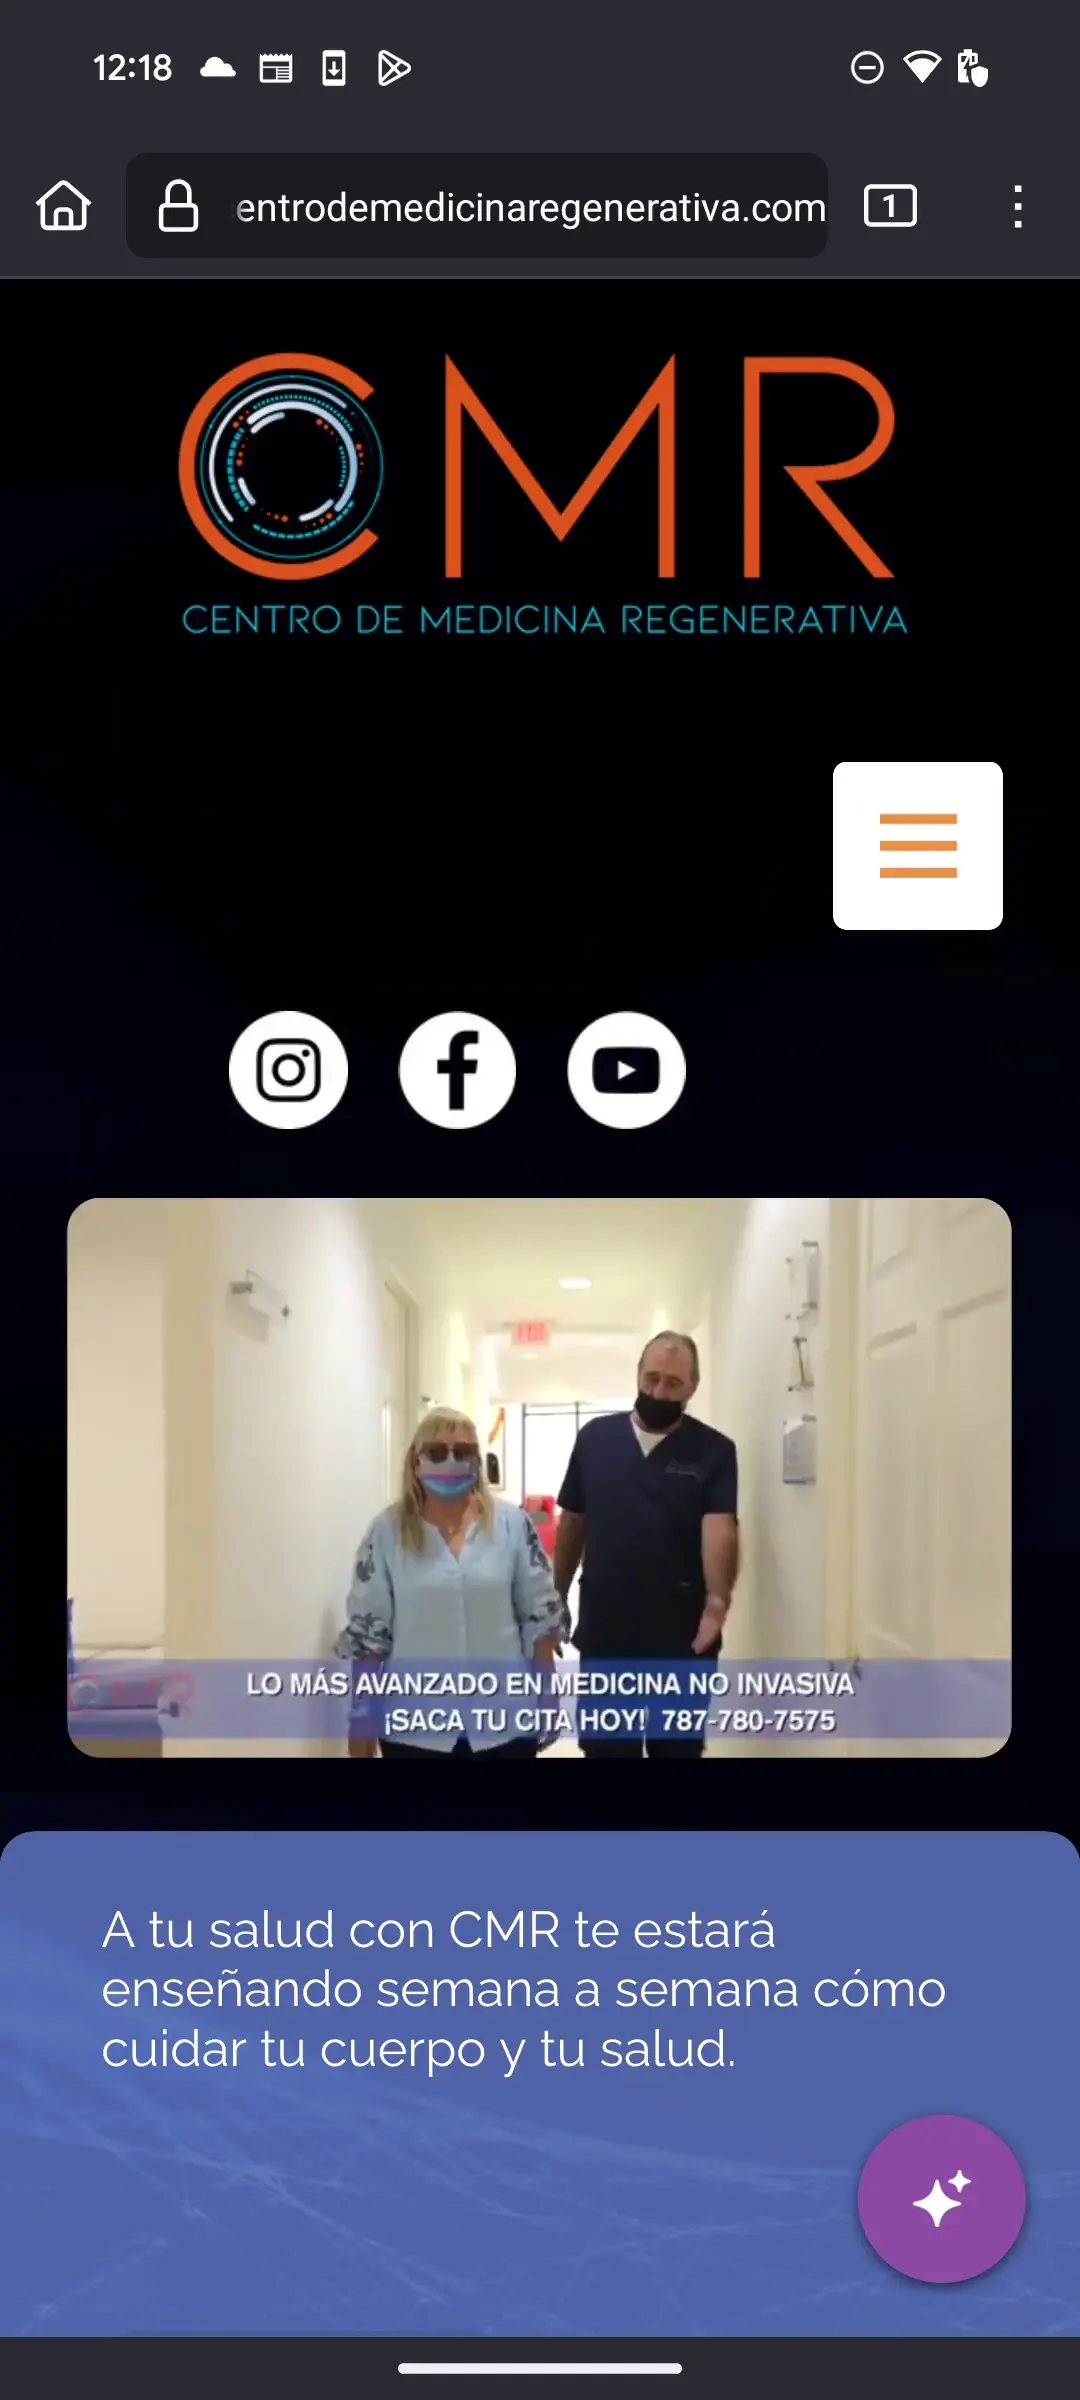 12:18
entrodemedicinaregenerativa.com
1
CMR
CENTRO DE MEDICINA REGENERATIVA
EXIT
LO MÁS AVANZADO EN MEDICINA NO INVASIVA
¡SACA TU CITA HOY! 787-780-7575
CMR
A tu salud con CMR te estará
enseñando semana a semana cómo
cuidar tu cuerpo y tu salud.